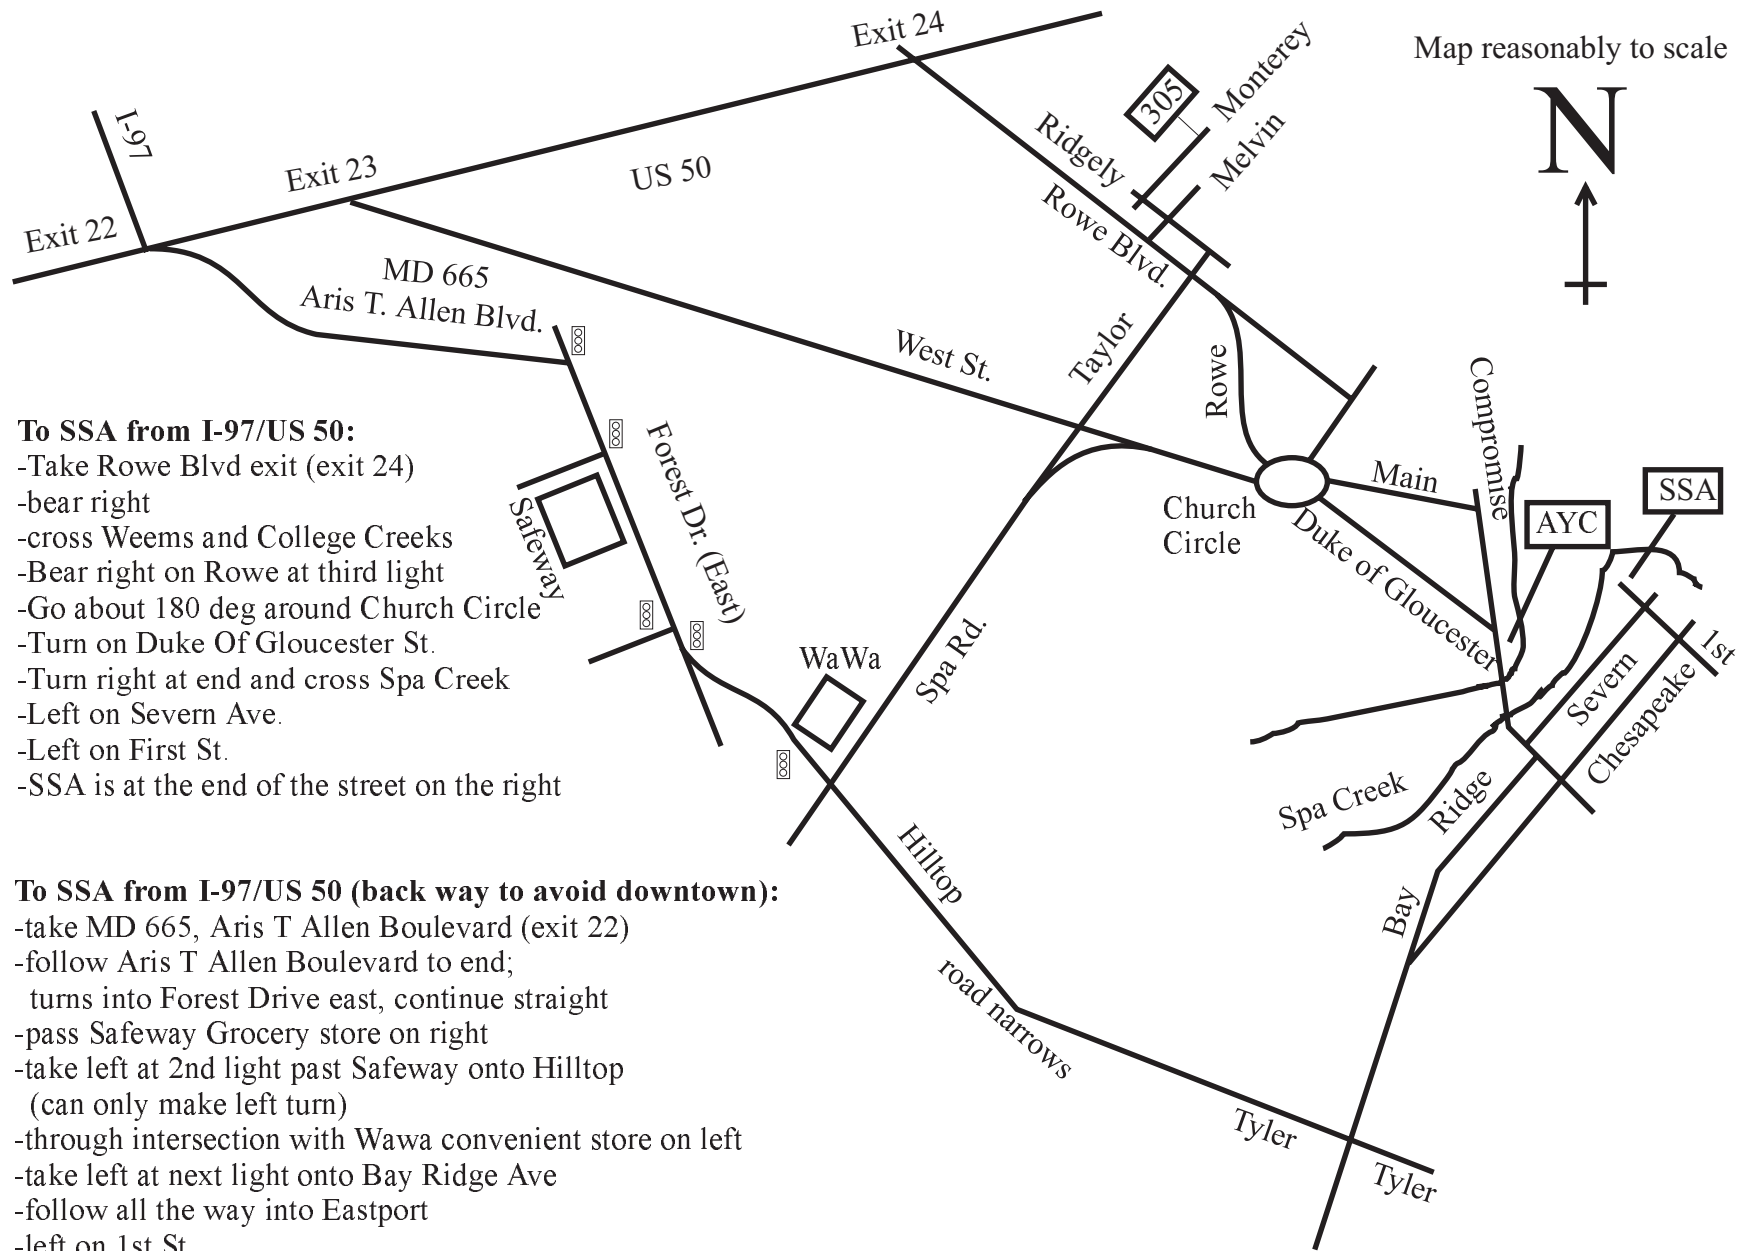 Exit 24
Map reasonably to scale
N
I-97
305
Monterey
Melvin
Ridgely
Rowe Blvd.
Exit 23
US 50
Exit 22
MD 665
Aris T. Allen Blvd.
West St.
Taylor
Rowe
Compromise
Main
SSA
AYC
Church
Circle
Duke of Gloucester
Forest Dr. (East)
Safeway
WaWa
Spa Rd.
1st
Severn
Chesapeake
Spa Creek
Ridge
Bay
Hilltop
road narrows
Tyler
Tyler
To SSA from I-97/US 50:
-Take Rowe Blvd exit (exit 24)
-bear right
-cross Weems and College Creeks
-Bear right on Rowe at third light
-Go about 180 deg around Church Circle
-Turn on Duke Of Gloucester St.
-Turn right at end and cross Spa Creek
-Left on Severn Ave.
-Left on First St.
-SSA is at the end of the street on the right
To SSA from I-97/US 50 (back way to avoid downtown):
-take MD 665, Aris T Allen Boulevard (exit 22)
-follow Aris T Allen Boulevard to end;
turns into Forest Drive east, continue straight
-pass Safeway Grocery store on right
-take left at 2nd light past Safeway onto Hilltop
(can only make left turn)
-through intersection with Wawa convenient store on left
-take left at next light onto Bay Ridge Ave
-follow all the way into Eastport
-left on 1st St